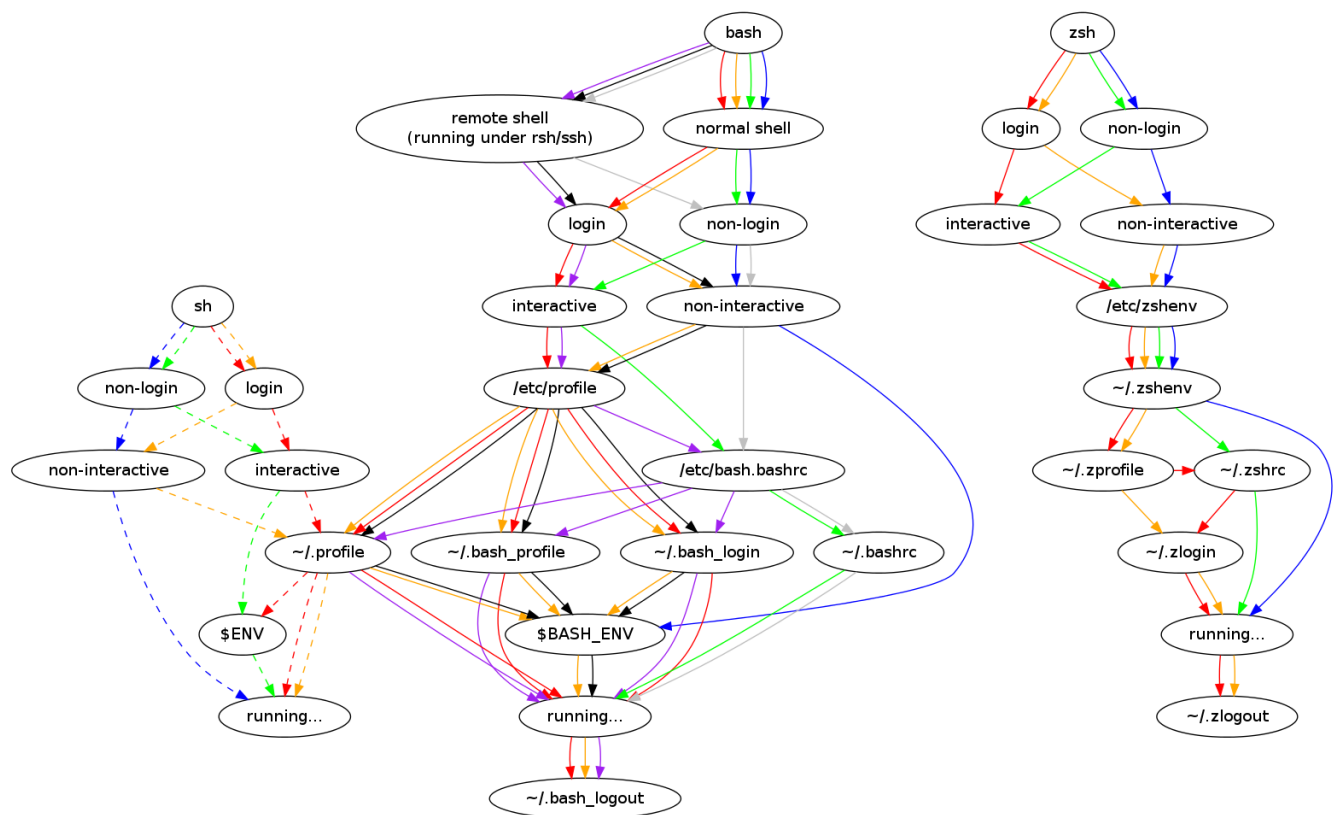 bash
zsh
remote shell
(running under rsh/ssh)
normal shell
login
non-login
login
non-login
interactive
non-interactive
sh
interactive
non-interactive
/etc/zshenv
non-login
login
/etc/profile
~/.zshenv
non-interactive
interactive
/etc/bash.bashrc
~/.zprofile
~/.zshrc
~/.profile
~/.bash_profile
~/.bash_login
~/.bashrc
~/.zlogin
$ENV
$BASH_ENV
running...
running...
running...
~/.zlogout
~/.bash_logout